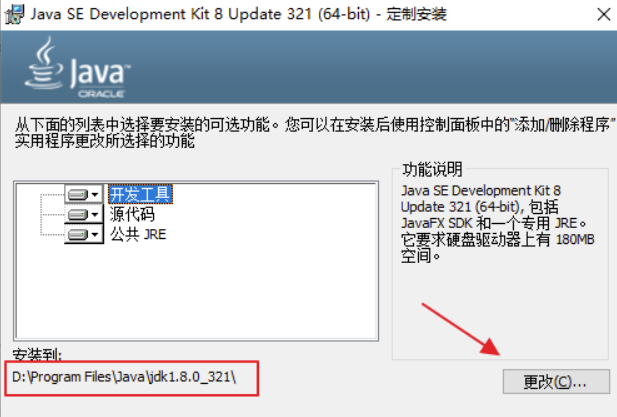 Java SE Development Kit 8 Update 321 (64-bit) - 定制安装
Java
ORACLE
从下面的列表中选择要安装的可选功能。您可以在安装后使用控制面板中的"添加/删除程序"
实用程序更改所选择的功能
开发工具
源代码
公共 JRE
功能说明
Java SE Development Kit 8
Update 321 (64-bit), 包括
JavaFX SDK 和一个专用 JRE。
它要求硬盘驱动器上有 180MB
空间。
安装到:
D:\Program Files\Java\jdk1.8.0_321\
更改(C)...